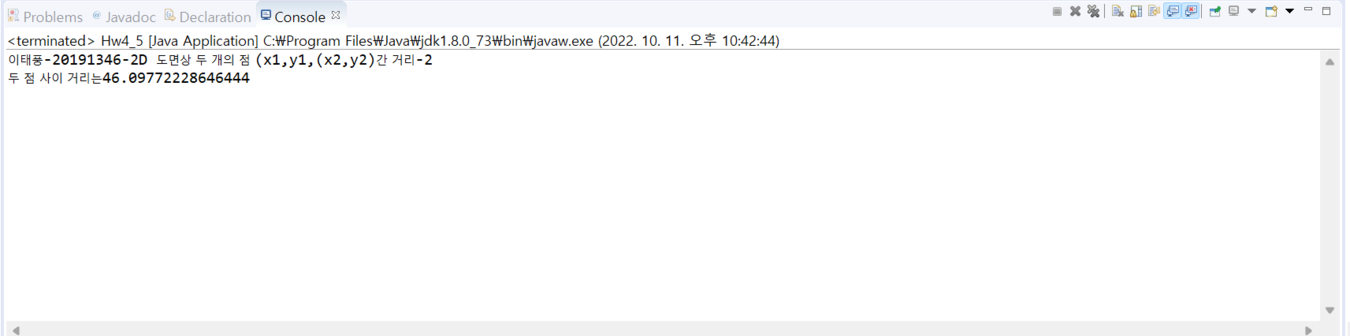 Problems Javadoc Declaration Console
<terminated> Hw4_5 [Java Application] C:₩Program Files₩Java₩jdk1.8.0_73₩bin₩javaw.exe (2022. 10. 11. 오후 10:42:44)
이태풍-20191346-2D 도면상 두 개의 점 (x1,y1,(x2,y2)간 거리-2
두 점 사이 거리는46.09772228646444